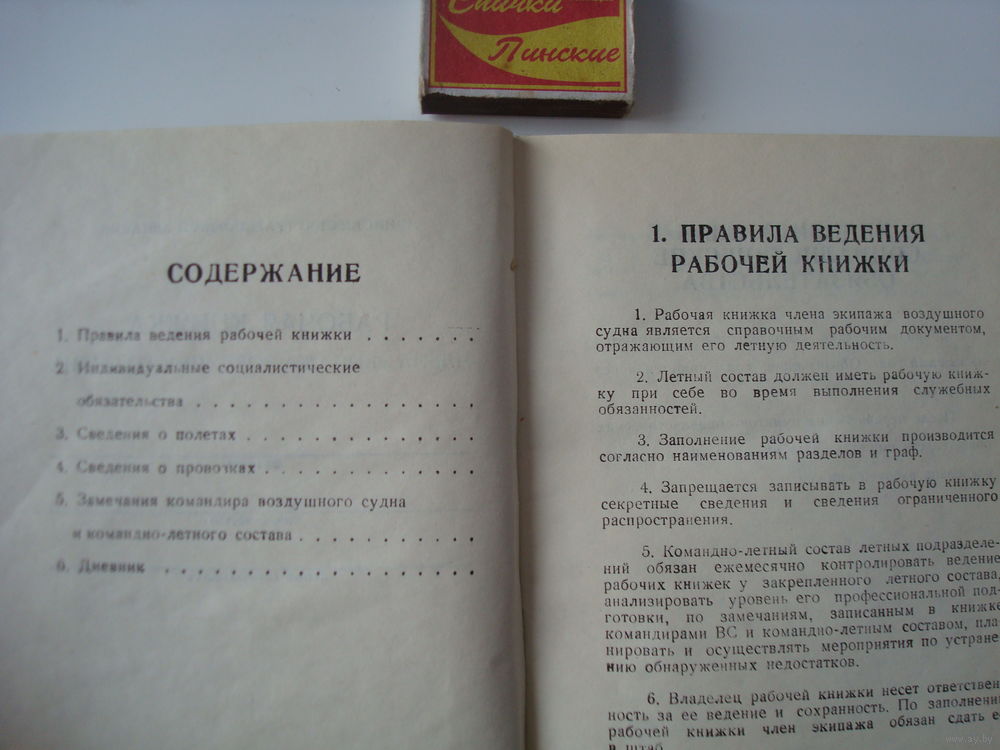 Спички
Пинские
СОДЕРЖАНИЕ
1. Правила ведения рабочей книжки . . . . . . .
2. Индивидуальные социалистические
обязательства . . . . . . . . . . . . . . .
3. Сведения о полетах . . . . . . . . . . . .
4. Сведения о провозках . . . . . . . . . . .
5. Замечания командира воздушного судна
и командно-летного состава . . . . . . . . .
6. Дневник . . . . . . . . . . . . . . . .
1. ПРАВИЛА ВЕДЕНИЯ
РАБОЧЕЙ КНИЖКИ
1. Рабочая книжка члена экипажа воздушного
судна является справочным рабочим документом,
отражающим его летную деятельность.
2. Летный состав должен иметь рабочую книж-
ку при себе во время выполнения служебных
обязанностей.
3. Заполнение рабочей книжки производится
согласно наименованиям разделов и граф.
4. Запрещается записывать в рабочую книжку
секретные сведения и сведения ограниченного
распространения.
5. Командно-летный состав летных подразделе-
ний обязан ежемесячно контролировать ведение
рабочих книжек у закрепленного летного состава,
анализировать уровень его профессиональной под-
готовки, по замечаниям, записанным в книжке
командирами ВС и командно-летным составом, пла-
нировать и осуществлять мероприятия по устране-
нию обнаруженных недостатков.
6. Владелец рабочей книжки несет ответствен-
ность за ее ведение и сохранность. По заполнени
рабочей книжки член экипажа обязан сдать е
в штаб
www.ay.by